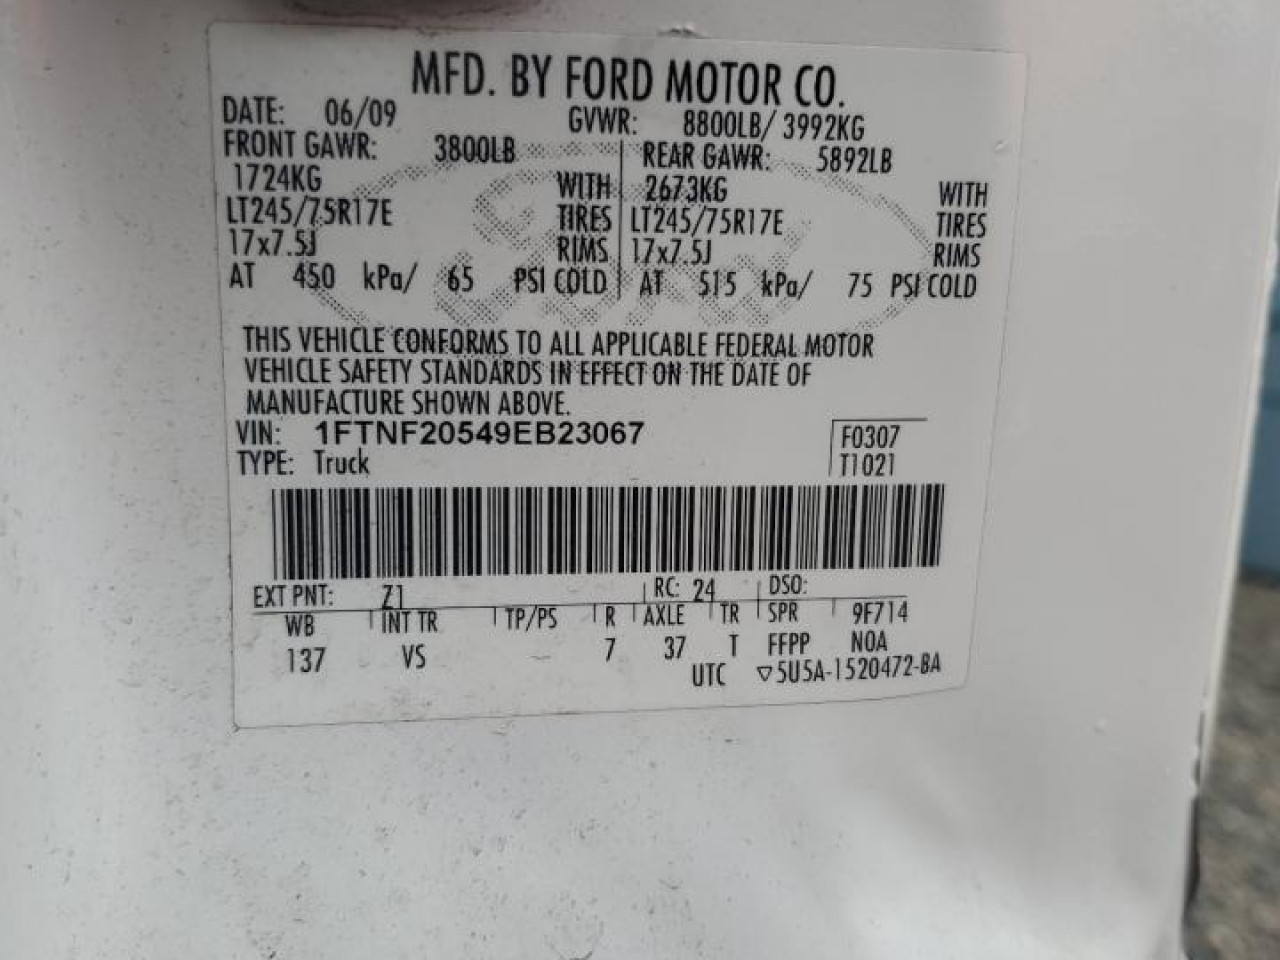 MFD. BY FORD MOTOR CO.
DATE: 06/09 GVWR: 8800LB/ 3992KG
FRONT GAWR: 3800LB REAR GAWR: 5892LB
1724KG WITH 2673KG WITH
LT245/75R17E TIRES LT245/75R17E TIRES
17x7.5J RIMS 17x7.5J RIMS
AT 450 kPa/ 65 PSI COLD AT 515 kPa/ 75 PSI COLD
THIS VEHICLE CONFORMS TO ALL APPLICABLE FEDERAL MOTOR
VEHICLE SAFETY STANDARDS IN EFFECT ON THE DATE OF
MANUFACTURE SHOWN ABOVE.
VIN: 1FTNF20549EB23067 F0307
TYPE: Truck T1021
EXT PNT: Z1 RC: 24 DSO:
WB INT TR TP/PS R AXLE TR SPR 9F714
137 VS 7 37 T FFPP N0A
UTC ▽5U5A-1520472-BA